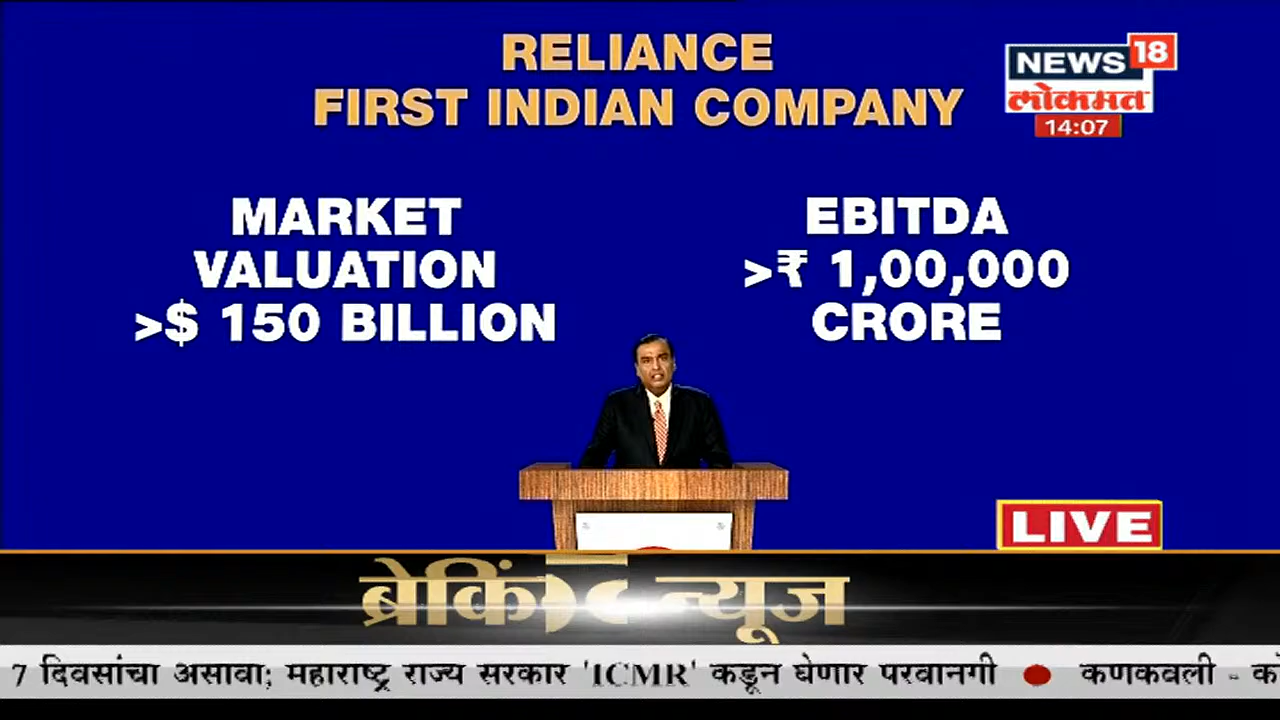 RELIANCE
FIRST INDIAN COMPANY
NEWS 18
लोकमत
14:07
MARKET
VALUATION
>$ 150 BILLION
EBITDA
>₹ 1,00,000
CRORE
LIVE
न्यूज
7 दिवसांचा असावा; महाराष्ट्र राज्य सरकार 'ICMR' कडून घेणार परवानगी ● कणकवली -